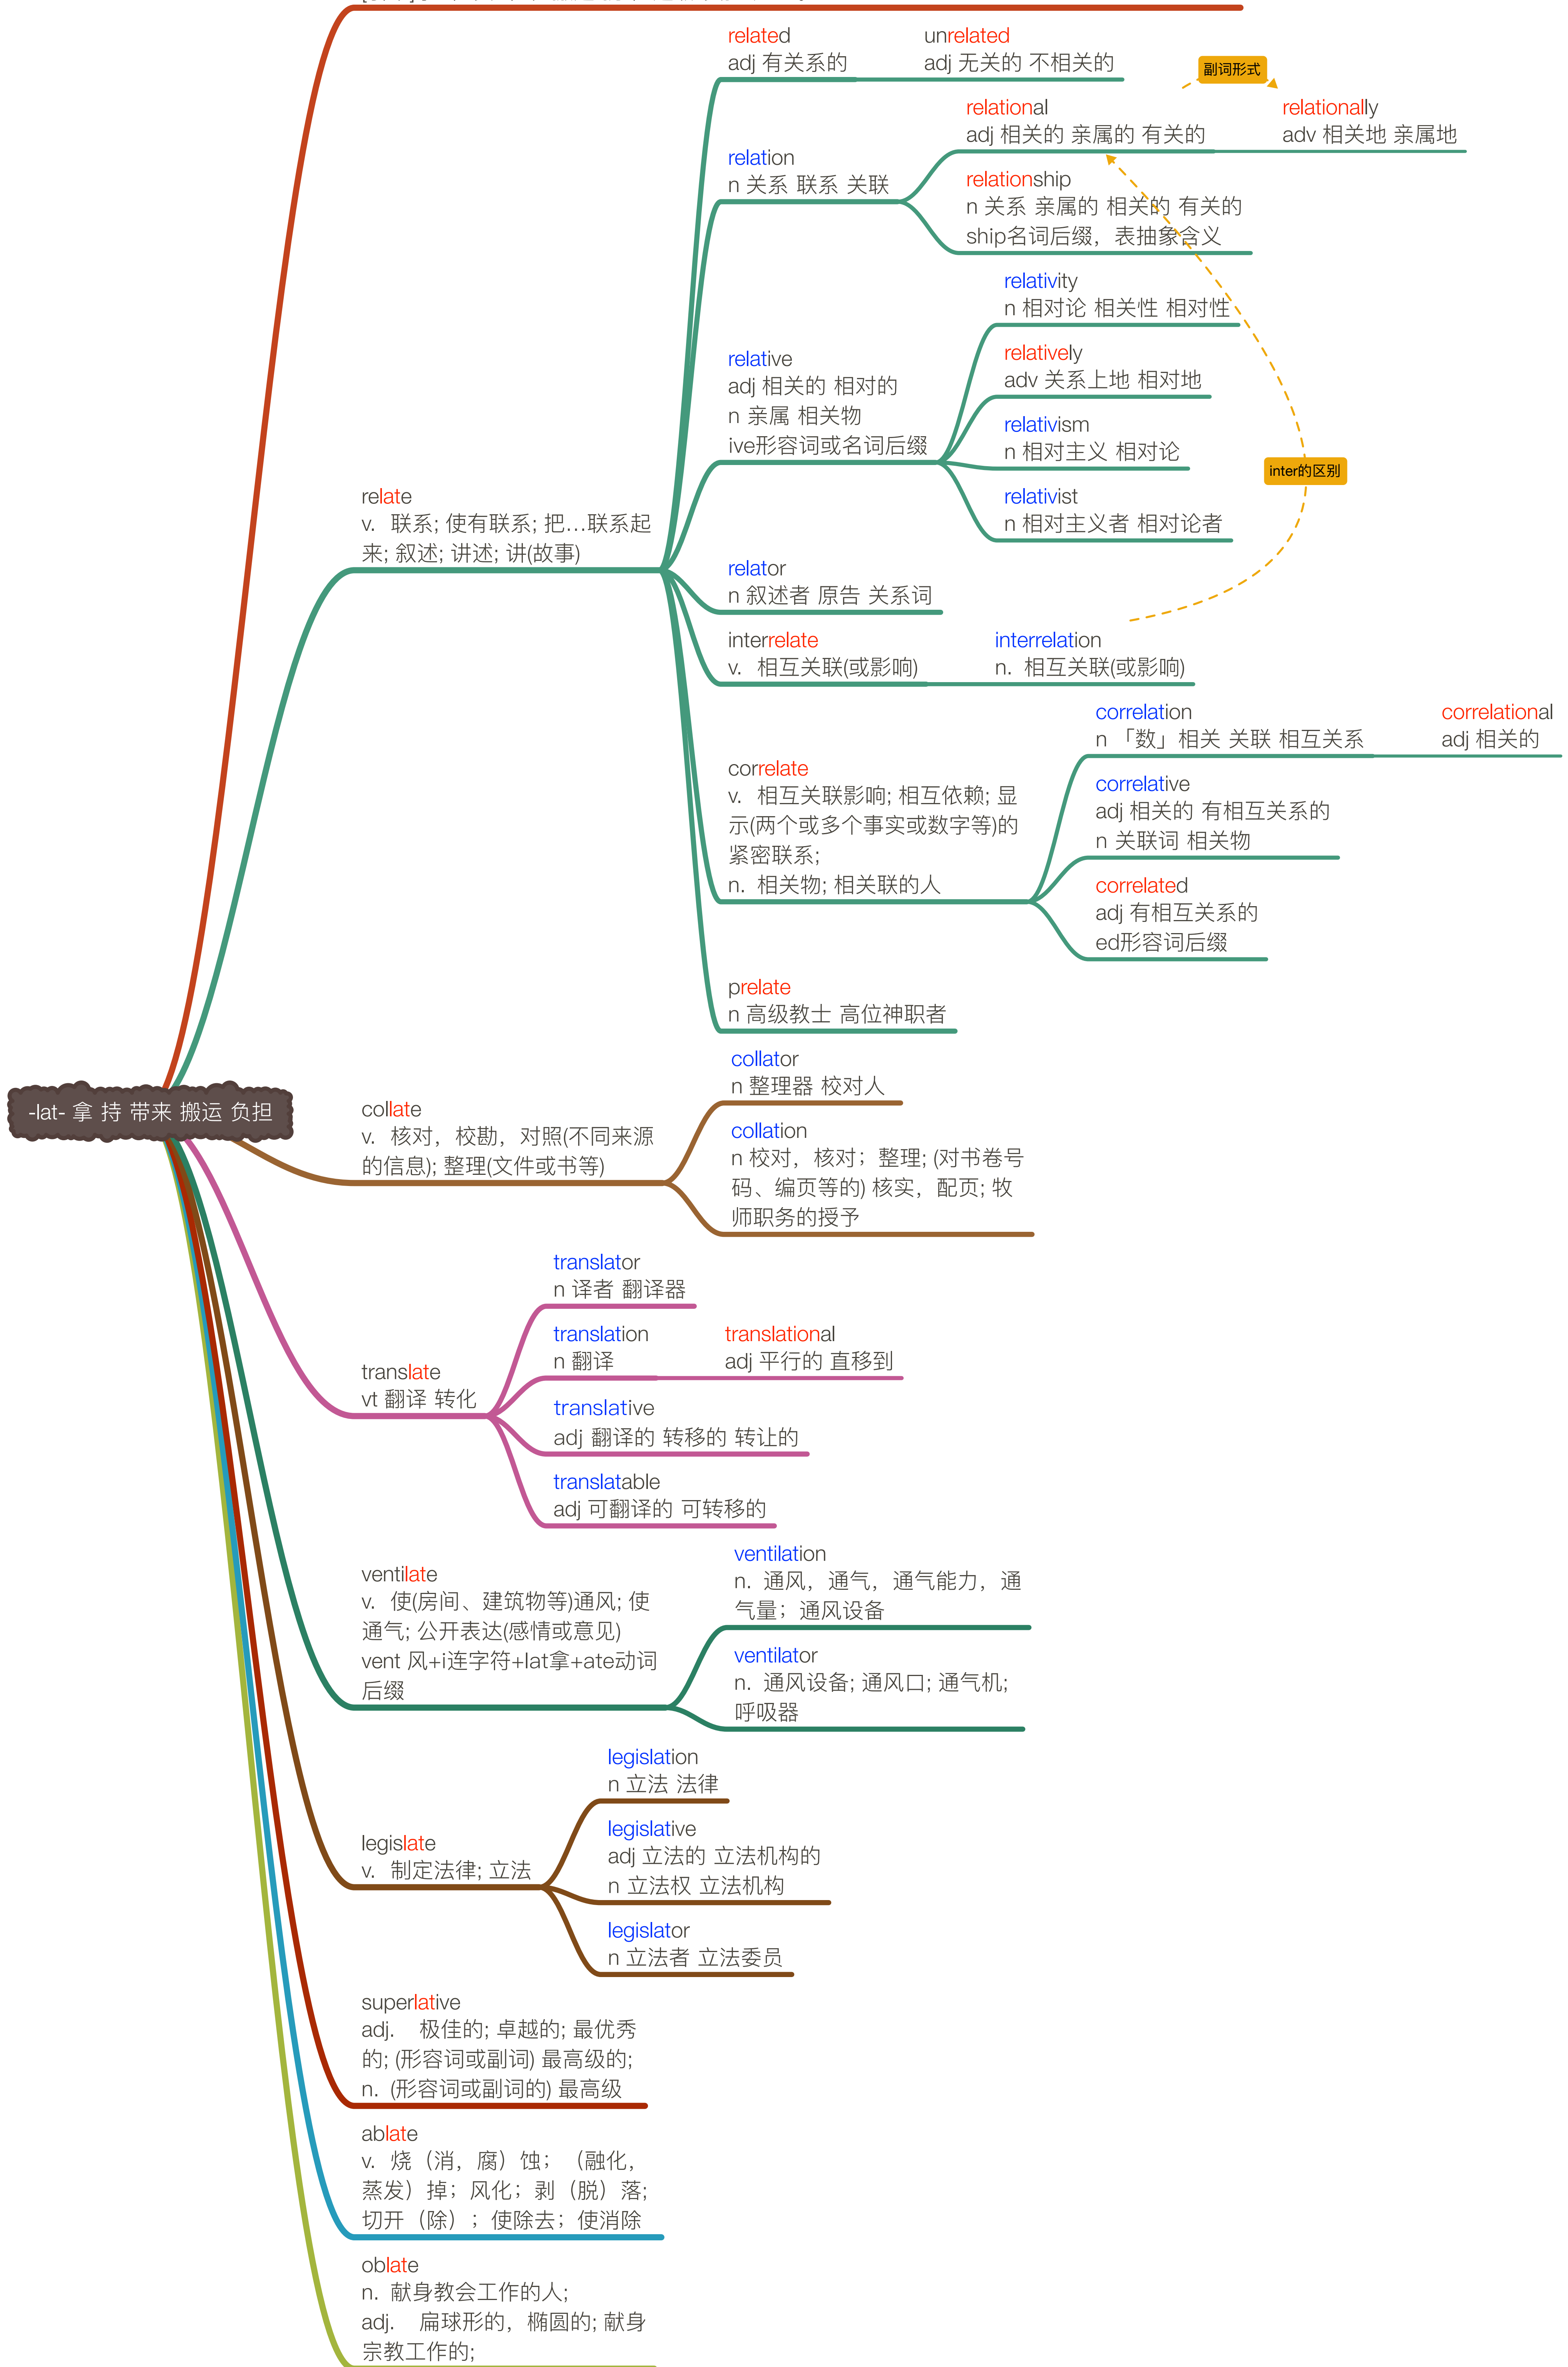 related
adj 有关系的
unrelated
adj 无关的 不相关的
副词形式
relational
adj 相关的 亲属的 有关的
relationally
adv 相关地 亲属地
relation
n 关系 联系 关联
relationship
n 关系 亲属的 相关的 有关的
ship名词后缀，表抽象含义
relativity
n 相对论 相关性 相对性
relative
adj 相关的 相对的
n 亲属 相关物
ive形容词或名词后缀
relatively
adv 关系上地 相对地
relativism
n 相对主义 相对论
inter的区别
relativist
n 相对主义者 相对论者
relate
v. 联系; 使有联系; 把…联系起
来; 叙述; 讲述; 讲(故事)
relator
n 叙述者 原告 关系词
interrelate
v. 相互关联(或影响)
interrelation
n. 相互关联(或影响)
correlate
v. 相互关联影响; 相互依赖; 显
示(两个或多个事实或数字等)的
紧密联系;
n. 相关物; 相关联的人
correlation
n 「数」相关 关联 相互关系
correlational
adj 相关的
correlative
adj 相关的 有相互关系的
n 关联词 相关物
correlated
adj 有相互关系的
ed形容词后缀
prelate
n 高级教士 高位神职者
-lat- 拿 持 带来 搬运 负担
collate
v. 核对，校勘，对照(不同来源
的信息); 整理(文件或书等)
collator
n 整理器 校对人
collation
n 校对，核对；整理; (对书卷号
码、编页等的) 核实，配页; 牧
师职务的授予
translate
vt 翻译 转化
translator
n 译者 翻译器
translation
n 翻译
translational
adj 平行的 直移到
translative
adj 翻译的 转移的 转让的
translatable
adj 可翻译的 可转移的
ventilate
v. 使(房间、建筑物等)通风; 使
通气; 公开表达(感情或意见)
vent 风+i连字符+lat拿+ate动词
后缀
ventilation
n. 通风，通气，通气能力，通
气量；通风设备
ventilator
n. 通风设备; 通风口; 通气机;
呼吸器
legislate
v. 制定法律; 立法
legislation
n 立法 法律
legislative
adj 立法的 立法机构的
n 立法权 立法机构
legislator
n 立法者 立法委员
superlative
adj. 极佳的; 卓越的; 最优秀
的; (形容词或副词) 最高级的;
n. (形容词或副词的) 最高级
ablate
v. 烧（消，腐）蚀；（融化，
蒸发）掉；风化；剥（脱）落;
切开（除）；使除去；使消除
oblate
n. 献身教会工作的人;
adj. 扁球形的，椭圆的; 献身
宗教工作的;